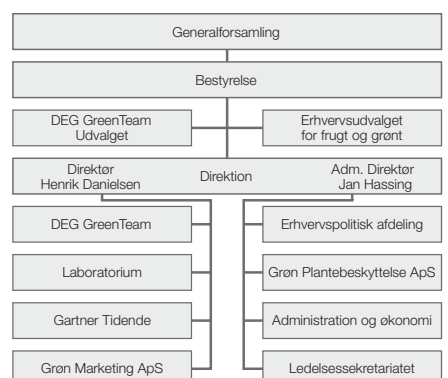 Generalforsamling
Bestyrelse
DEG GreenTeam
Udvalget
Erhvervsudvalget
for frugt og grønt
Direktør
Henrik Danielsen
Direktion
Adm. Direktør
Jan Hassing
DEG GreenTeam
Erhvervspolitisk afdeling
Laboratorium
Grøn Plantebeskyttelse ApS
Gartner Tidende
Administration og økonomi
Grøn Marketing ApS
Ledelsessekretariatet